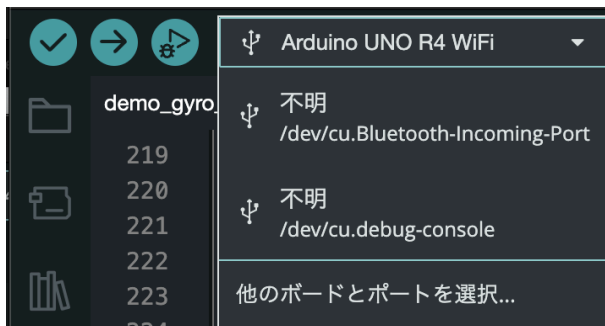 Arduino UNO R4 WiFi
demo_gyro_
不明
/dev/cu.Bluetooth-Incoming-Port
219
220
不明
221
/dev/cu.debug-console
222
223
他のボードとポートを選択...